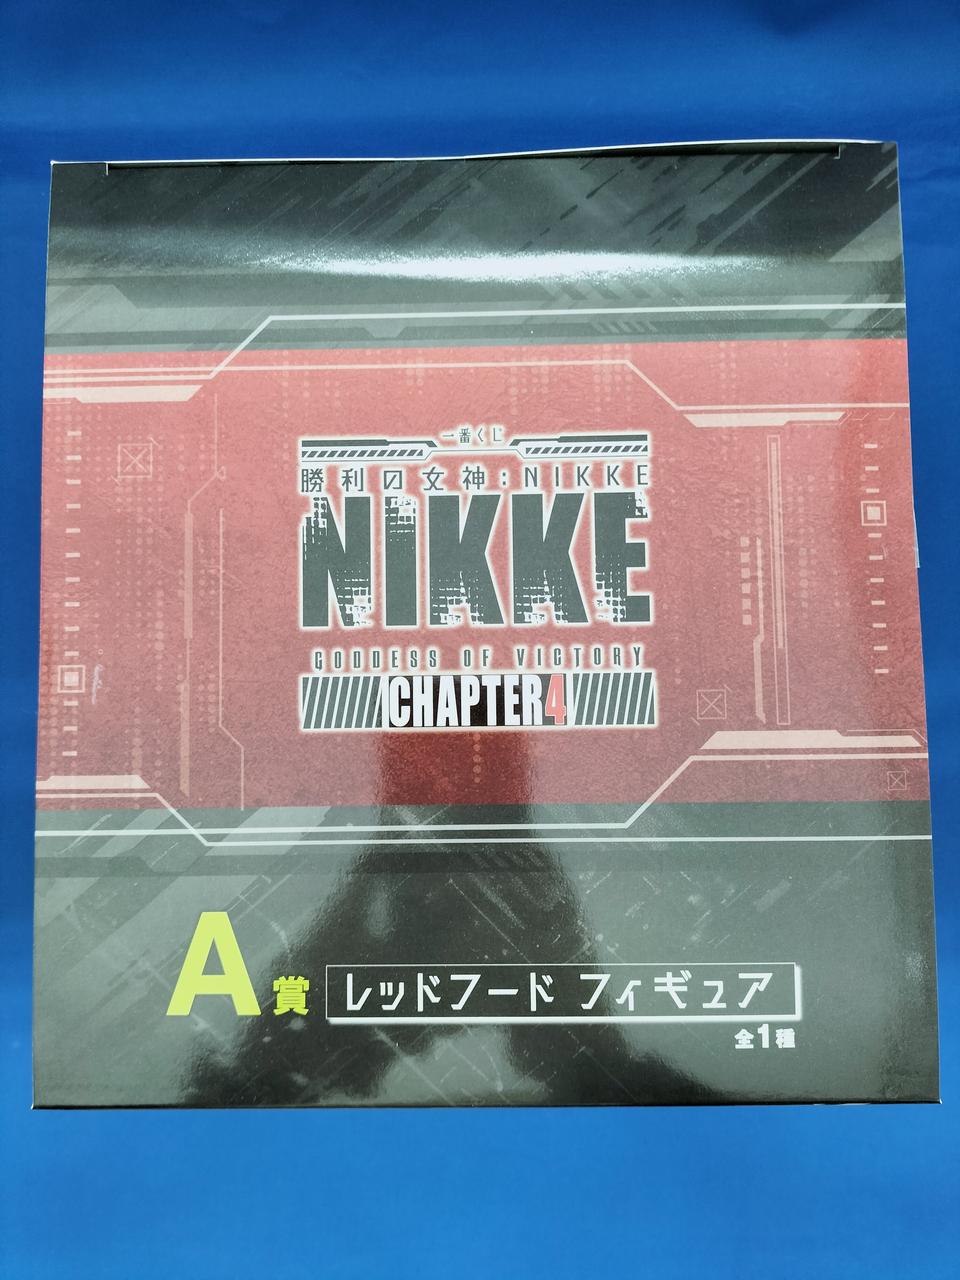 一番くじ
勝利の女神:NIKKE
NIKKE
GODDESS OF VICTORY
CHAPTER4
A賞 レッドフード フィギュア
全1種